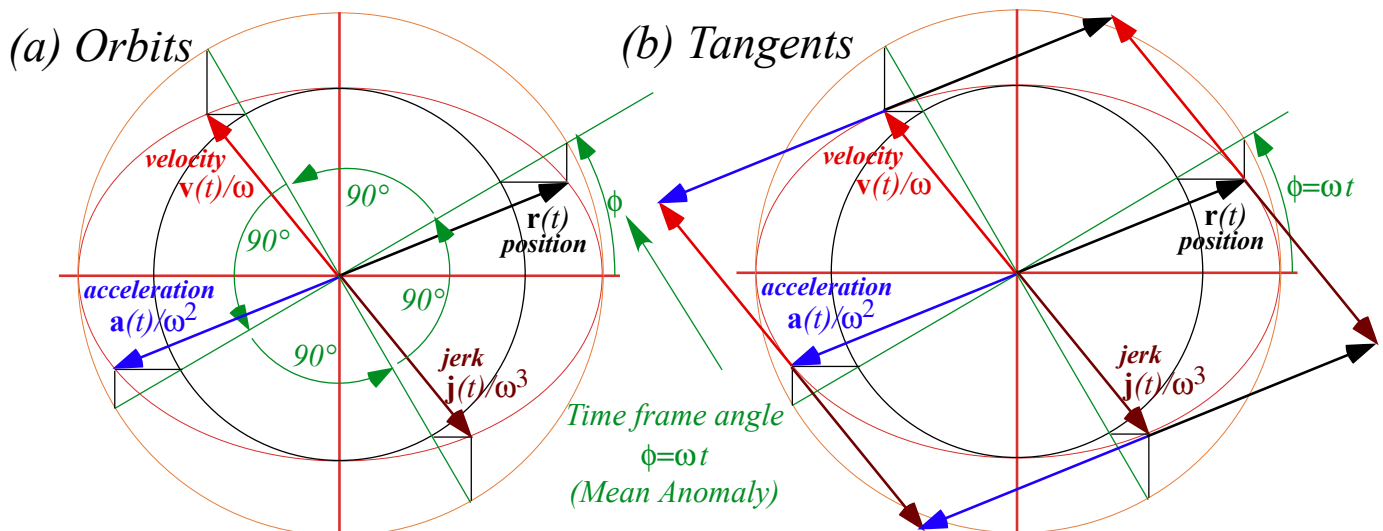 (a) Orbits
velocity
v(t)/ω
90°
90°
90°
90°
r(t)
position
ϕ
acceleration
a(t)/ω²
jerk
j(t)/ω³
Time frame angle
ϕ=ωt
(Mean Anomaly)
(b) Tangents
velocity
v(t)/ω
r(t)
position
ϕ=ωt
acceleration
a(t)/ω²
jerk
j(t)/ω³